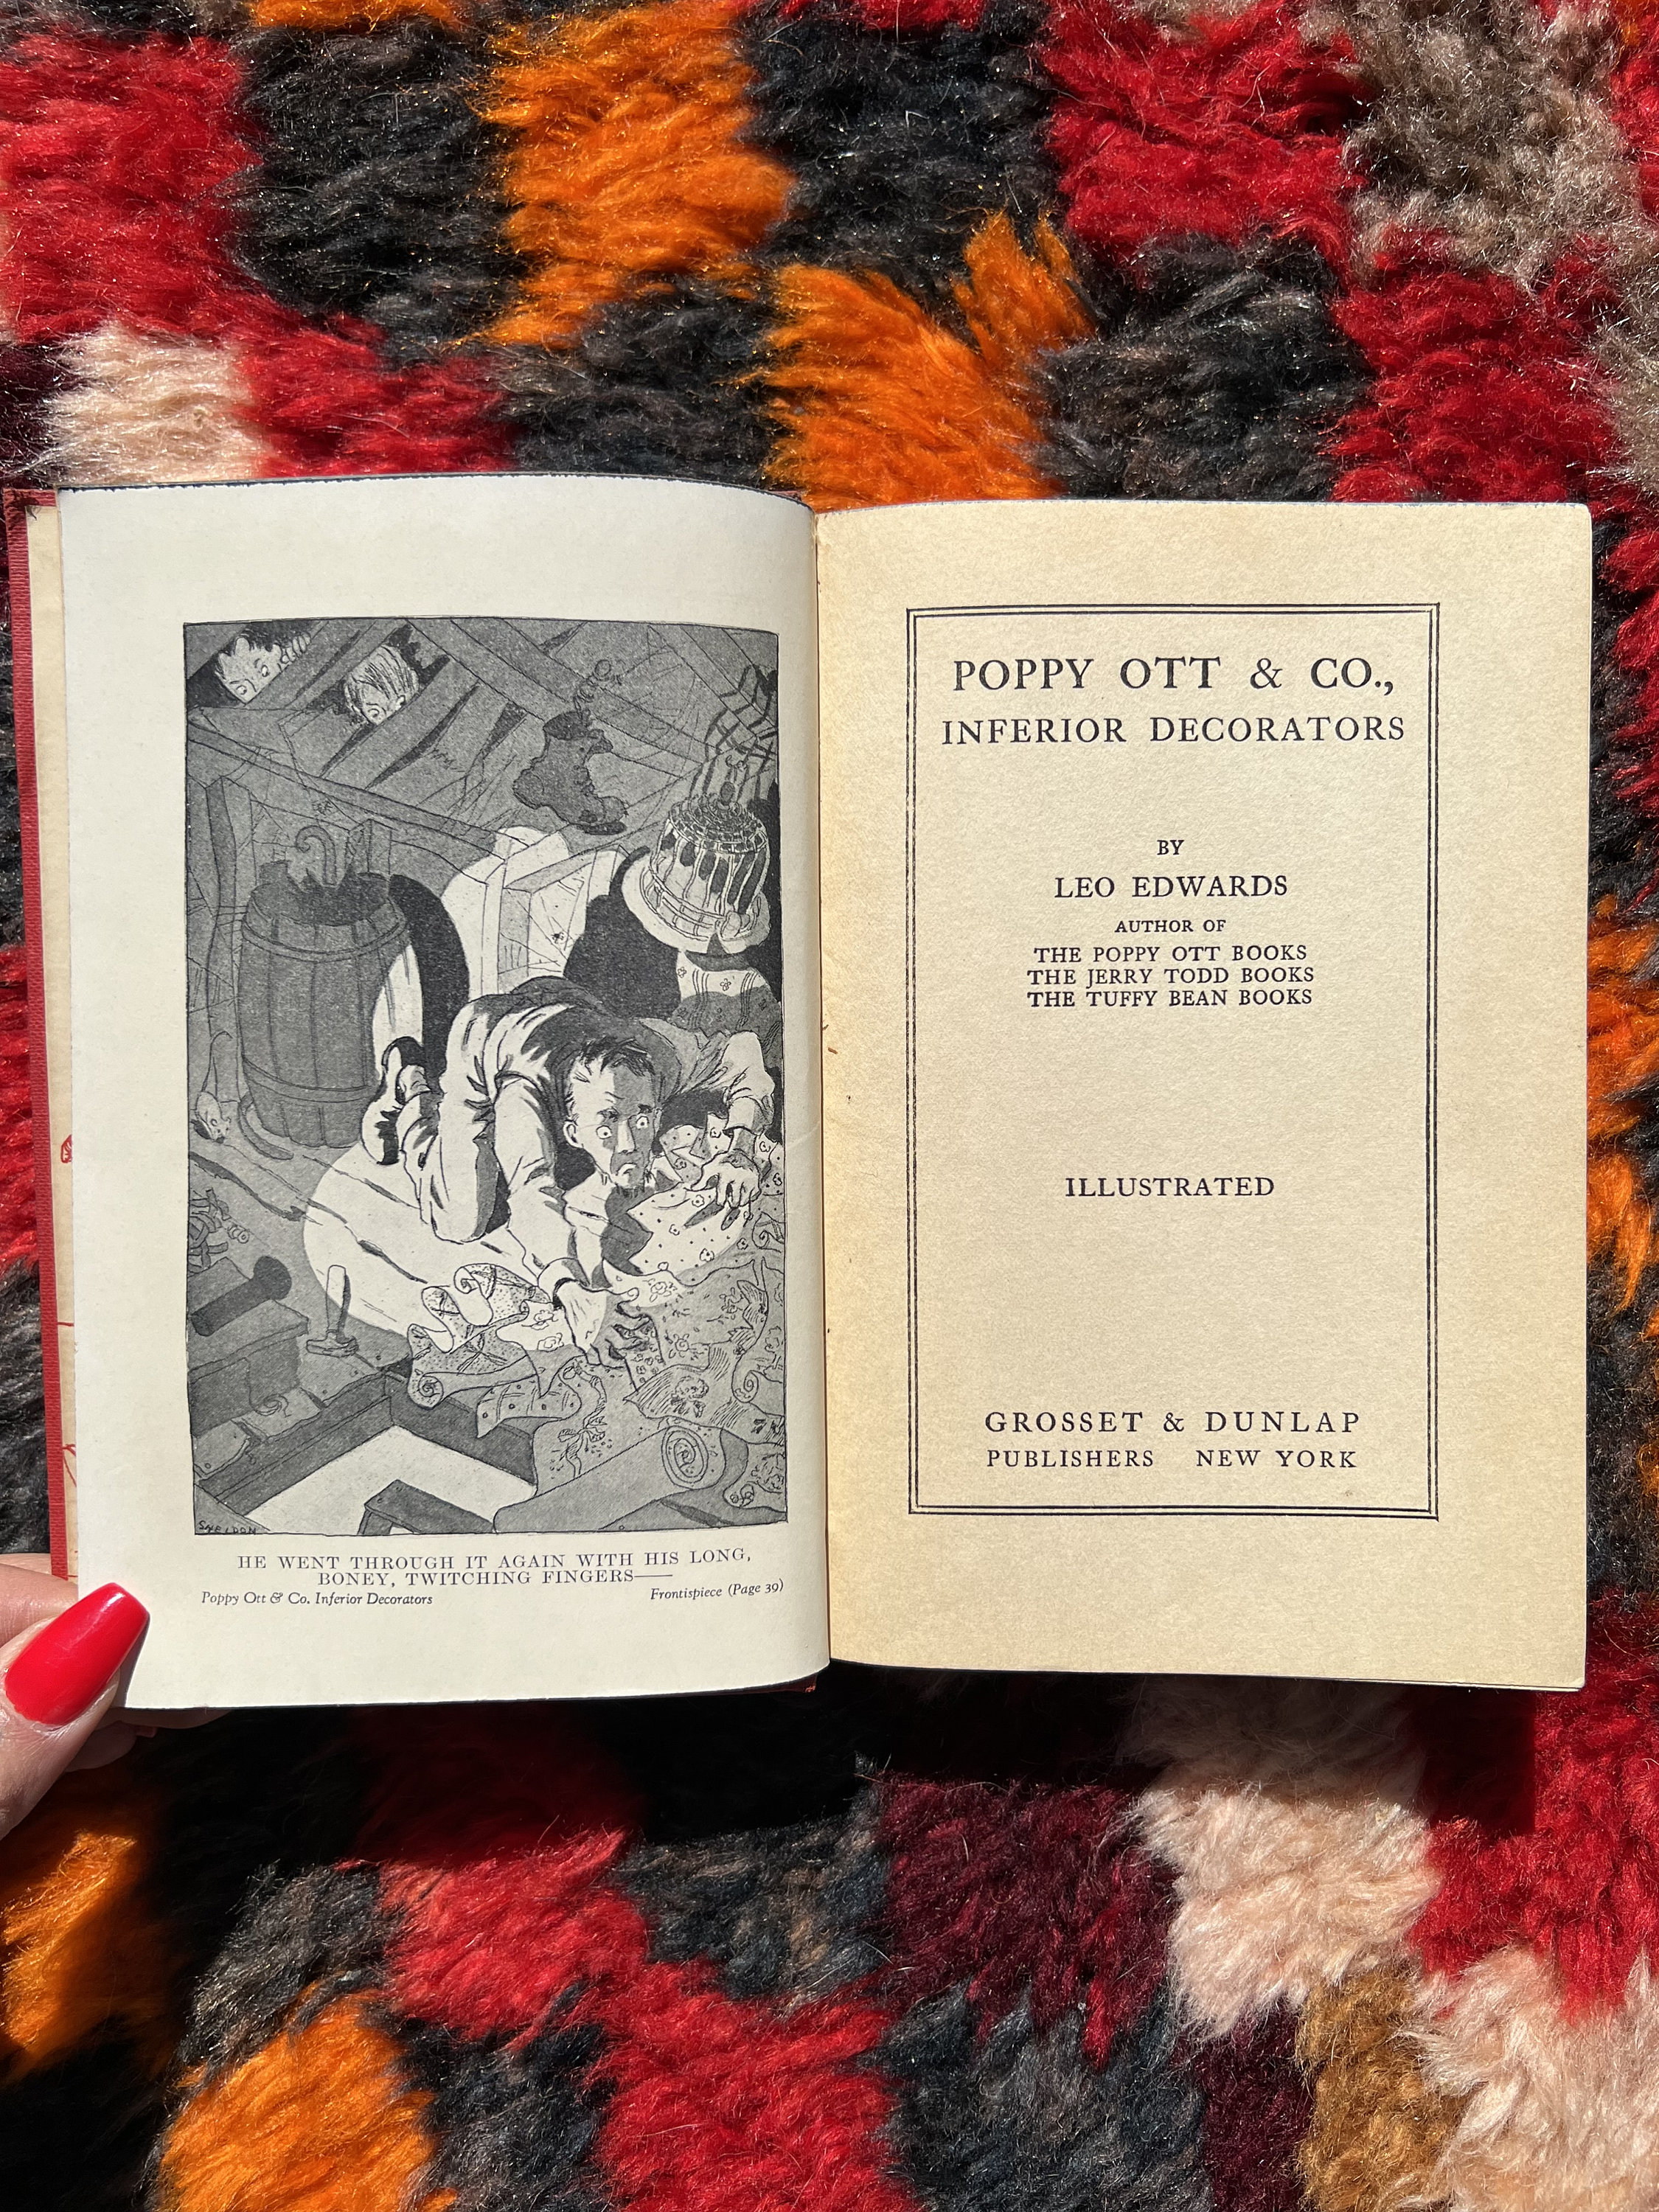 SHELDON
HE WENT THROUGH IT AGAIN WITH HIS LONG,
BONEY, TWITCHING FINGERS——
Poppy Ott & Co. Inferior Decorators Frontispiece (Page 39)
POPPY OTT & CO.,
INFERIOR DECORATORS
BY
LEO EDWARDS
AUTHOR OF
THE POPPY OTT BOOKS
THE JERRY TODD BOOKS
THE TUFFY BEAN BOOKS
ILLUSTRATED
GROSSET & DUNLAP
PUBLISHERS NEW YORK